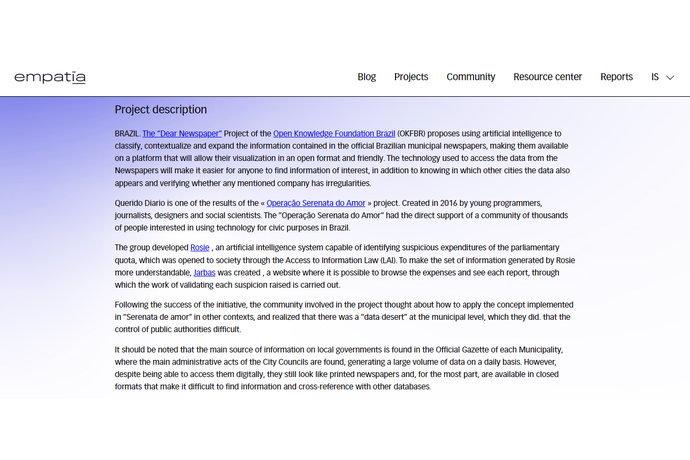 empatía
Blog Projects Community Resource center Reports IS
Project description
BRAZIL. The "Dear Newspaper" Project of the Open Knowledge Foundation Brazil (OKFBR) proposes using artificial intelligence to
classify, contextualize and expand the information contained in the official Brazilian municipal newspapers, making them available
on a platform that will allow their visualization in an open format and friendly. The technology used to access the data from the
Newspapers will make it easier for anyone to find information of interest, in addition to knowing in which other cities the data also
appears and verifying whether any mentioned company has irregularities.
Querido Diario is one of the results of the « Operação Serenata do Amor » project. Created in 2016 by young programmers,
journalists, designers and social scientists. The "Operação Serenata do Amor" had the direct support of a community of thousands
of people interested in using technology for civic purposes in Brazil.
The group developed Rosie , an artificial intelligence system capable of identifying suspicious expenditures of the parliamentary
quota, which was opened to society through the Access to Information Law (LAI). To make the set of information generated by Rosie
more understandable, Jarbas was created , a website where it is possible to browse the expenses and see each report, through
which the work of validating each suspicion raised is carried out.
Following the success of the initiative, the community involved in the project thought about how to apply the concept implemented
in "Serenata de amor" in other contexts, and realized that there was a "data desert" at the municipal level, which they did. that the
control of public authorities difficult.
It should be noted that the main source of information on local governments is found in the Official Gazette of each Municipality,
where the main administrative acts of the City Councils are found, generating a large volume of data on a daily basis. However,
despite being able to access them digitally, they still look like printed newspapers and, for the most part, are available in closed
formats that make it difficult to find information and cross-reference with other databases.